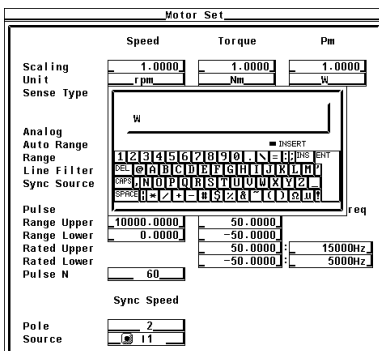 Motor Set
Speed Torque Pm
Scaling 1.0000 1.0000 1.0000
Unit rpm Nm W
Sense Type
W
Analog
Auto Range INSERT
Range 1 2 3 4 5 6 7 8 9 0 . \ = : ; INS ENT
Line Filter DEL @ A B C D E F G H I J K L M '
Sync Source CAPS , N O P Q R S T U V W X Y Z _
SPACE | * / + - # $ % & ~ ( ) Ω µ
Pulse req
Range Upper 10000.0000 50.0000
Range Lower 0.0000 -50.0000
Rated Upper 50.0000 : 15000Hz
Rated Lower -50.0000 : 5000Hz
Pulse N 60
Sync Speed
Pole 2
Source I1